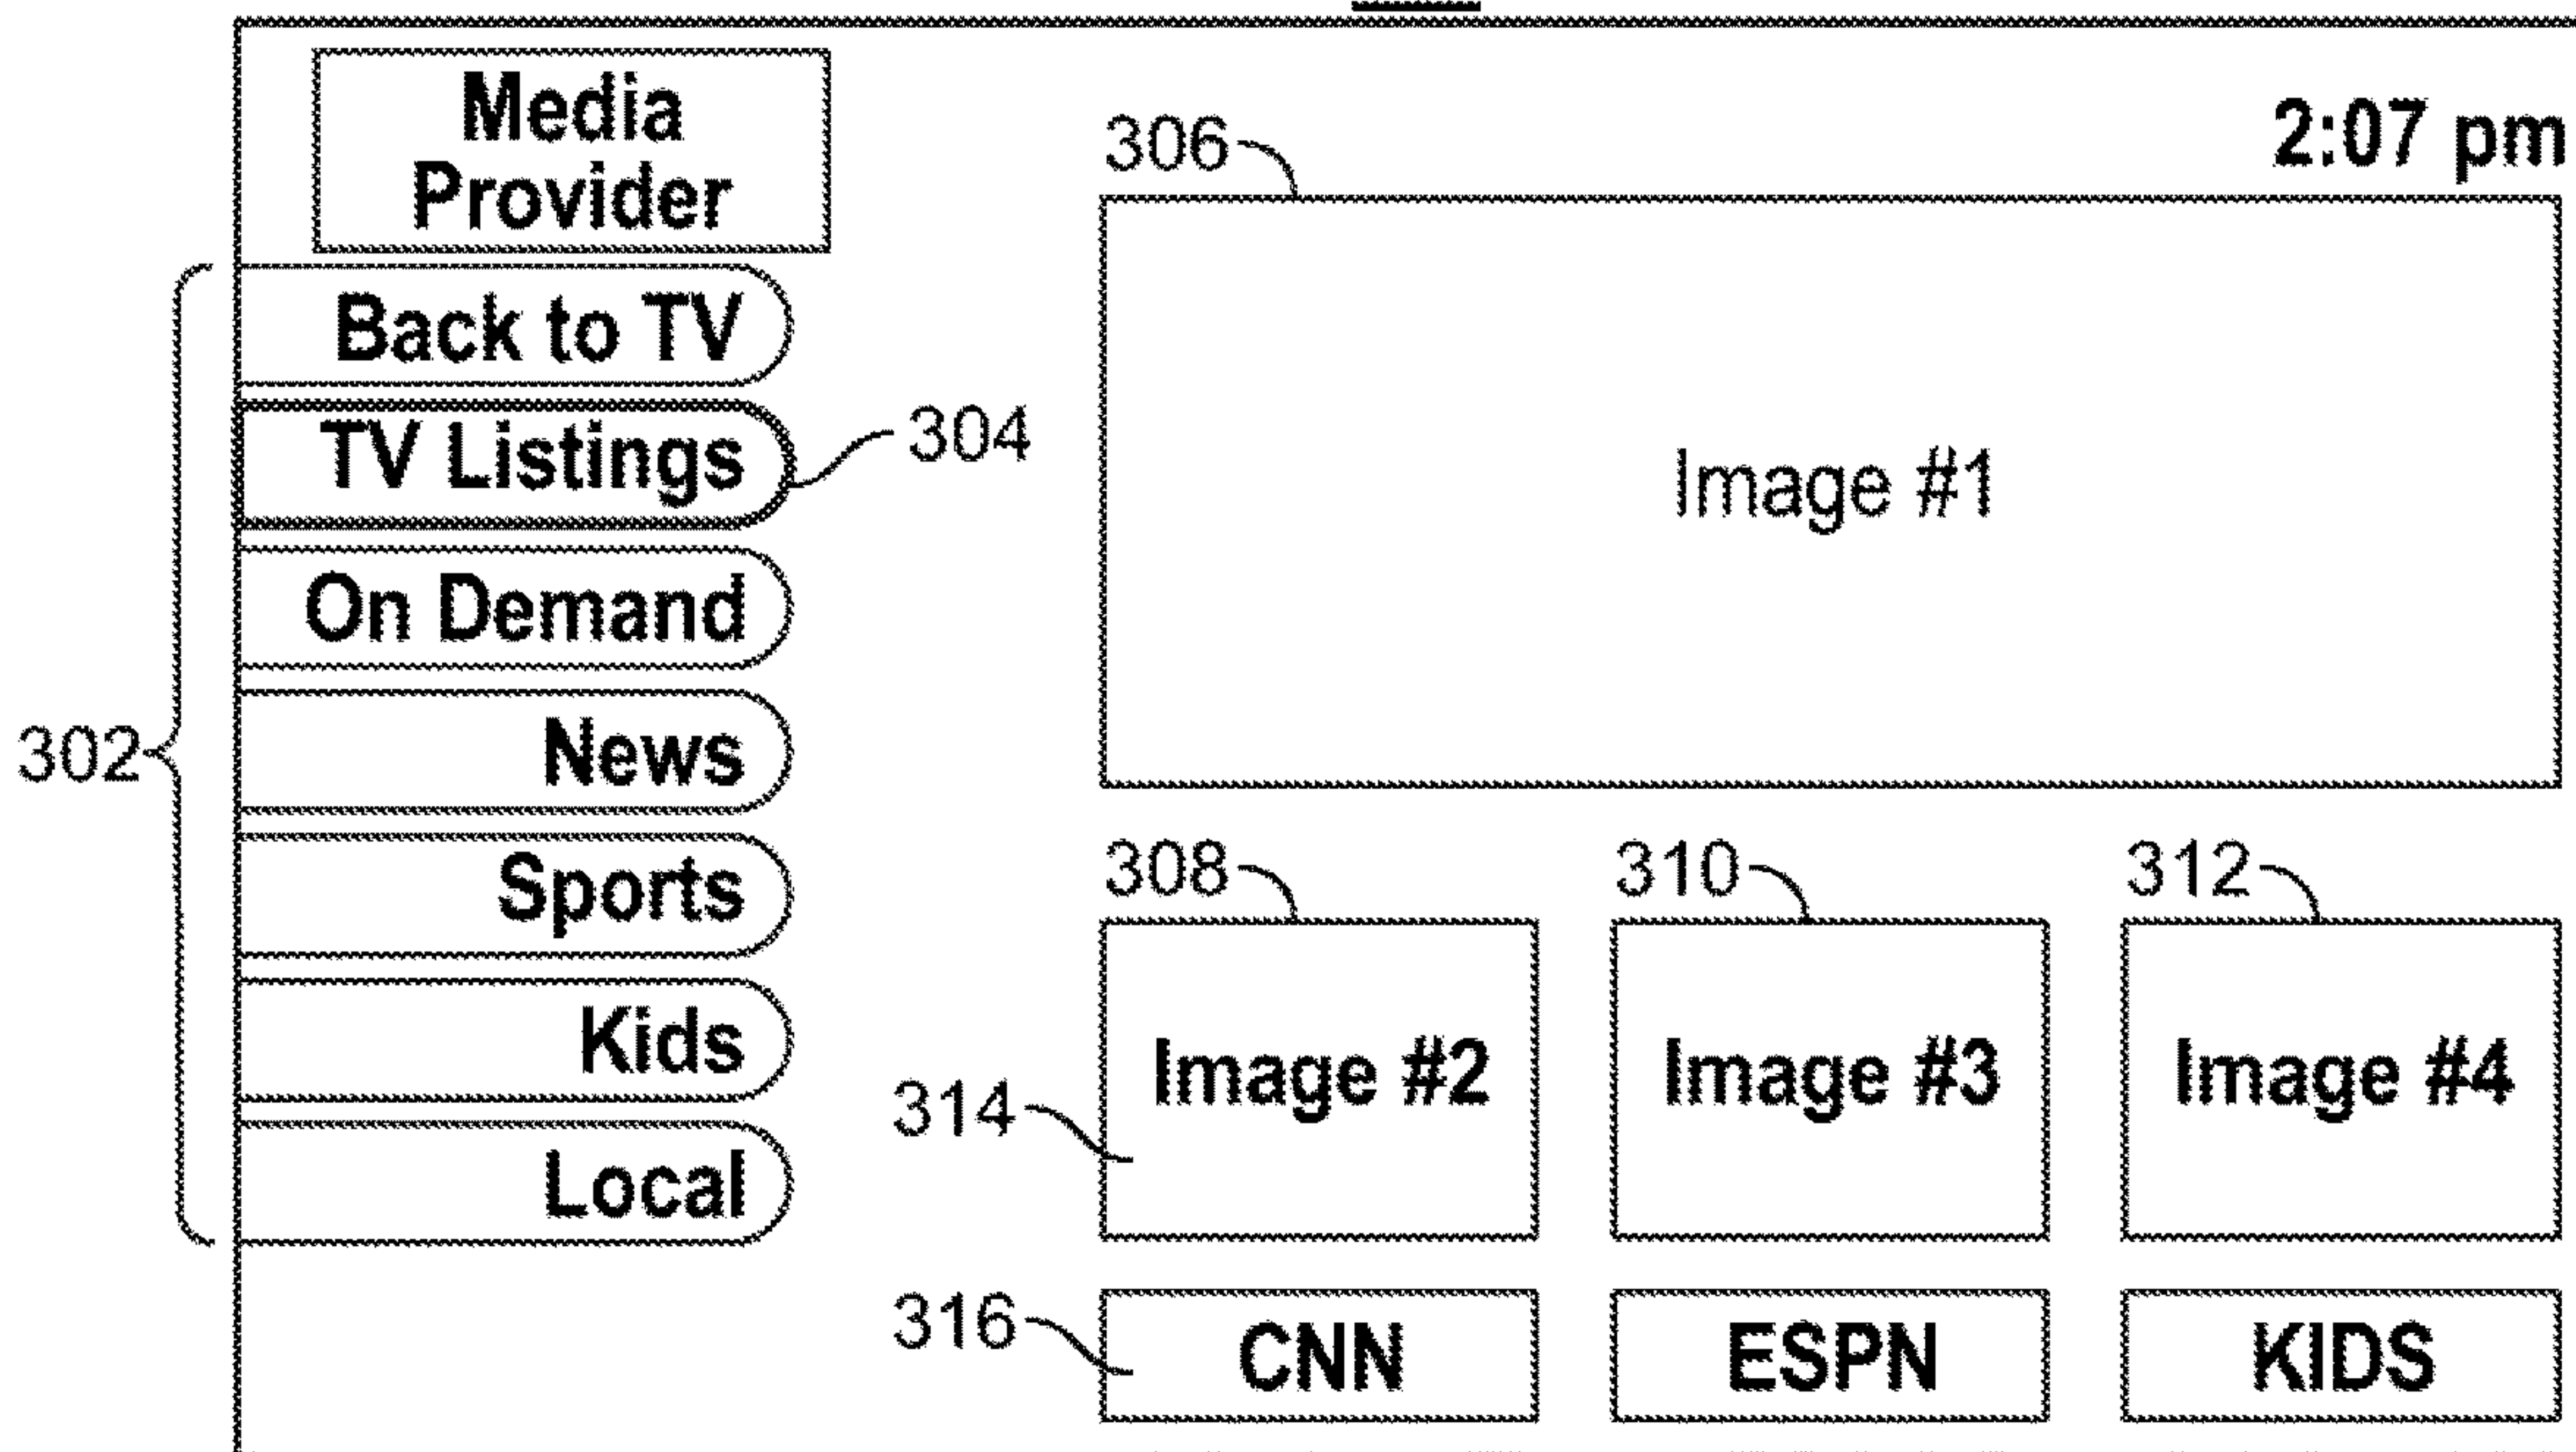 Media
Provider
2:07 pm
306
Back to TV
TV Listings
304
Image #1
On Demand
News
302
Sports
308
310
312
Kids
Image #2
Image #3
Image #4
314
Local
316
CNN
ESPN
KIDS